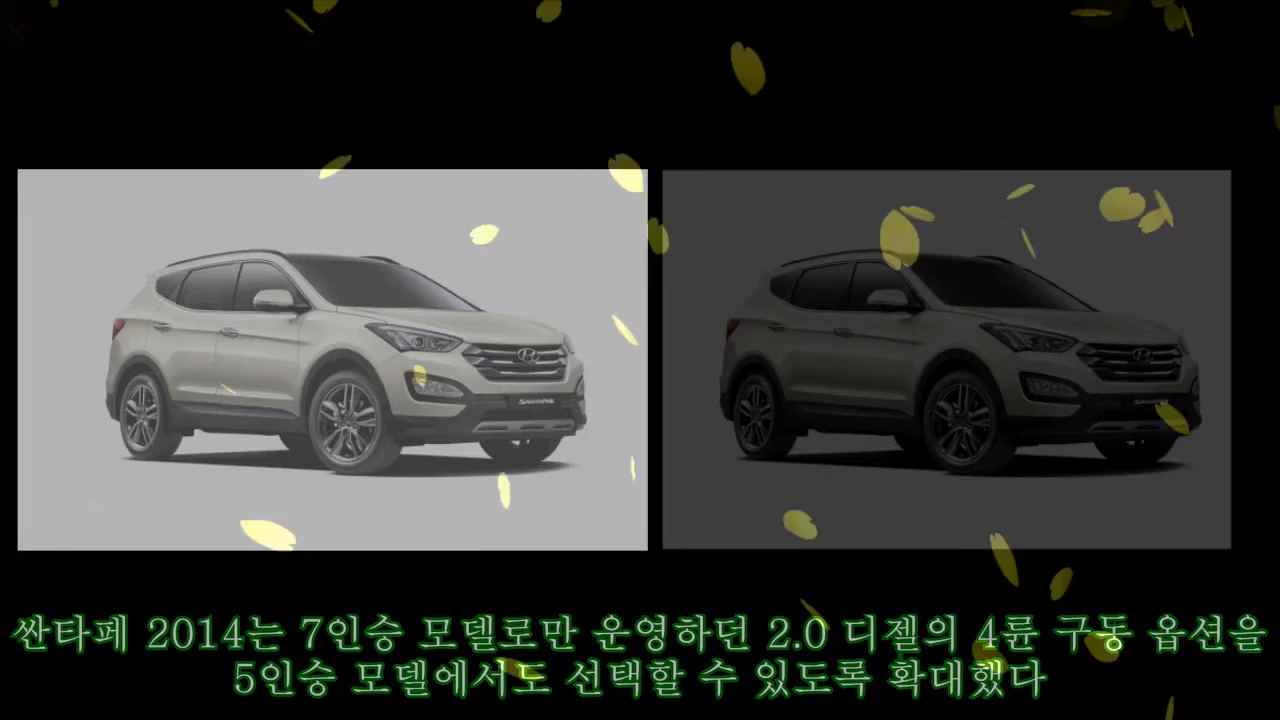 SANTAFE
싼타페 2014는 7인승 모델로만 운영하던 2.0 디젤의 4륜 구동 옵션을
5인승 모델에서도 선택할 수 있도록 확대했다